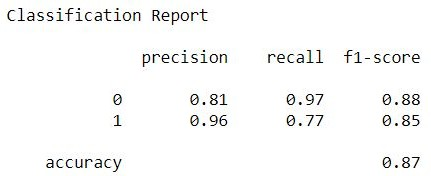 Classification Report
precision recall f1-score
0 0.81 0.97 0.88
1 0.96 0.77 0.85
accuracy 0.87